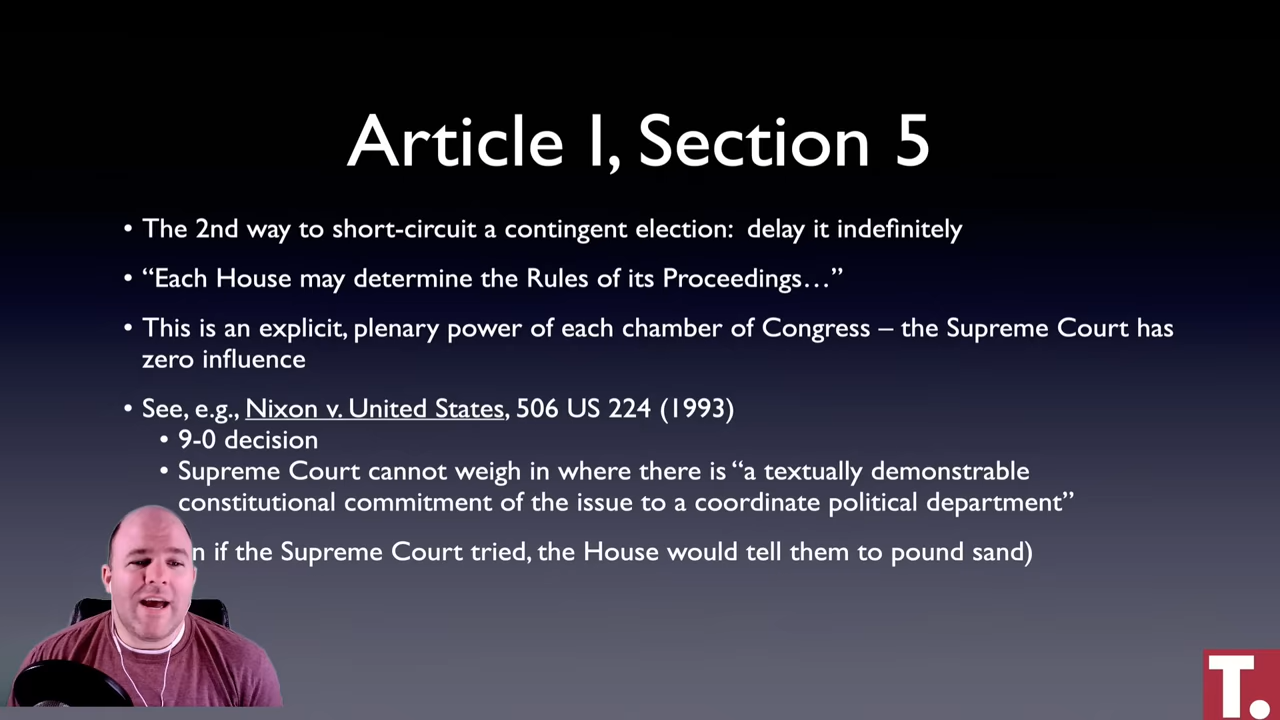 Article I, Section 5
• The 2nd way to short-circuit a contingent election:  delay it indefinitely
• “Each House may determine the Rules of its Proceedings…”
• This is an explicit, plenary power of each chamber of Congress – the Supreme Court has
zero influence
• See, e.g., Nixon v. United States, 506 US 224 (1993)
• 9-0 decision
• Supreme Court cannot weigh in where there is “a textually demonstrable
constitutional commitment of the issue to a coordinate political department”
if the Supreme Court tried, the House would tell them to pound sand)
T.